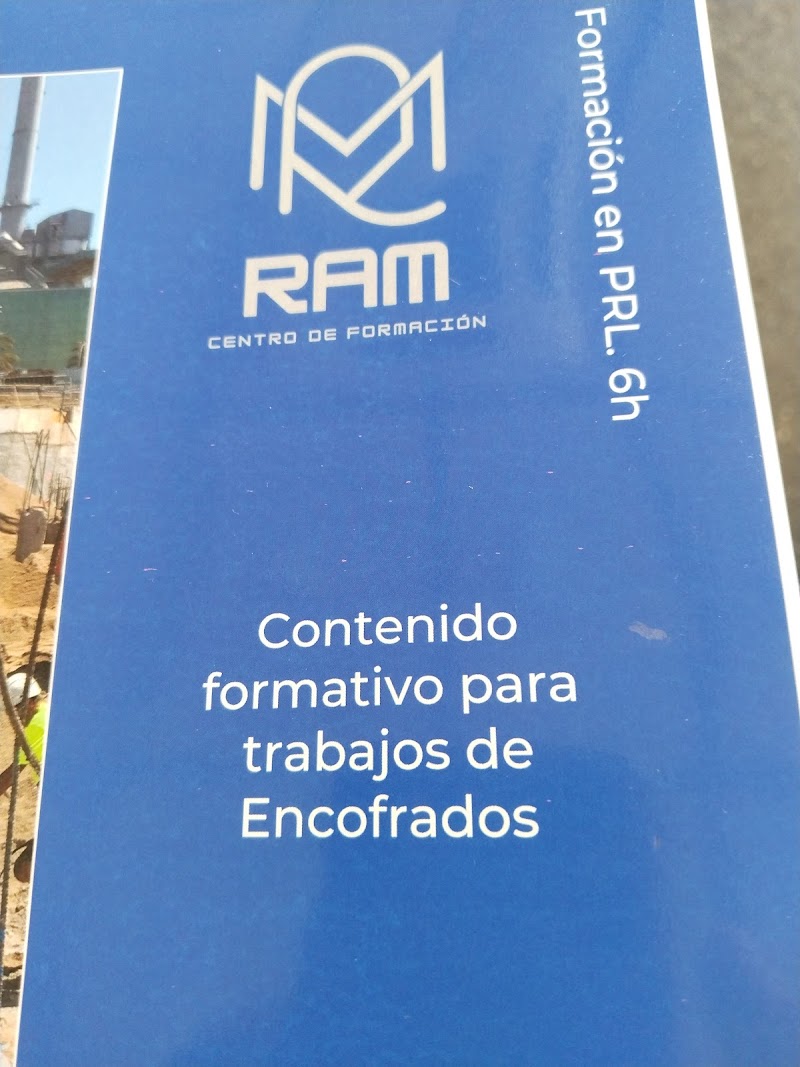 RAM
CENTRO DE FORMACIÓN
Formación en PRL. 6h
Contenido
formativo para
trabajos de
Encofrados